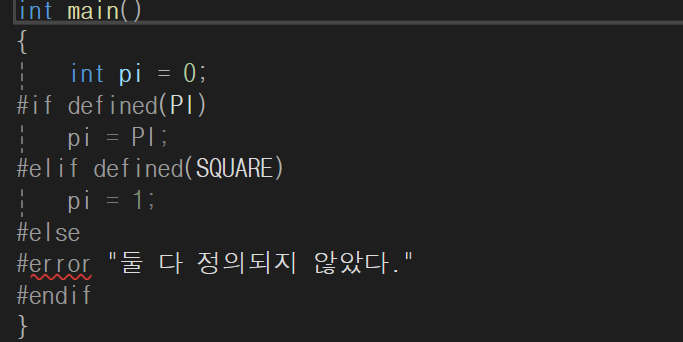 int main()
{
int pi = 0;
#if defined(PI)
pi = PI;
#elif defined(SQUARE)
pi = 1;
#else
#error "둘 다 정의되지 않았다."
#endif
}